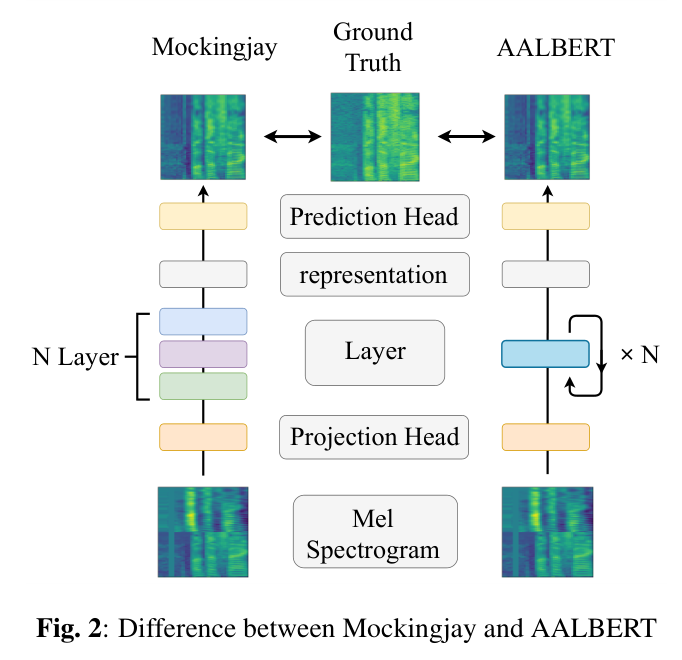 Mockingjay
Ground
Truth
AALBERT
Prediction Head
representation
N Layer
Layer
× N
Projection Head
Mel
Spectrogram
Fig. 2: Difference between Mockingjay and AALBERT